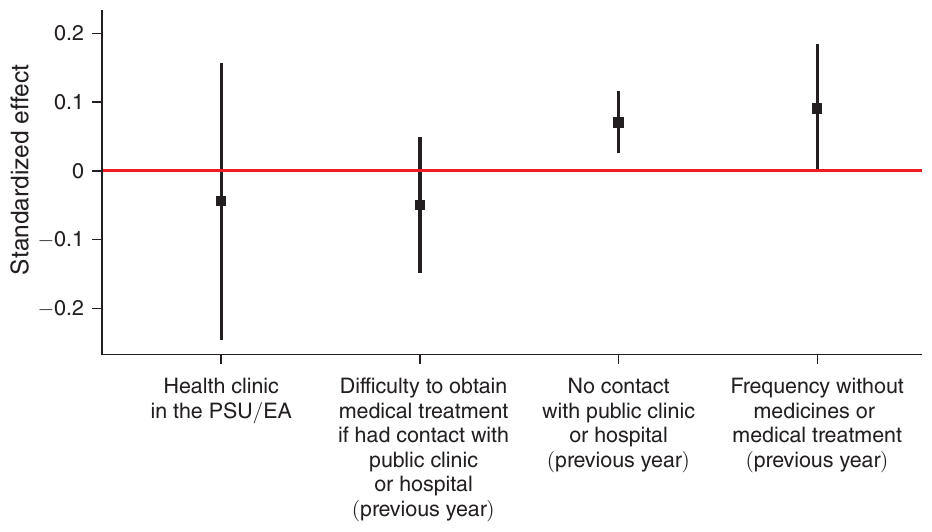 Standardized effect
0.2
0.1
0
−0.1
−0.2
Health clinic
in the PSU/EA
Difficulty to obtain
medical treatment
if had contact with
public clinic
or hospital
(previous year)
No contact
with public clinic
or hospital
(previous year)
Frequency without
medicines or
medical treatment
(previous year)